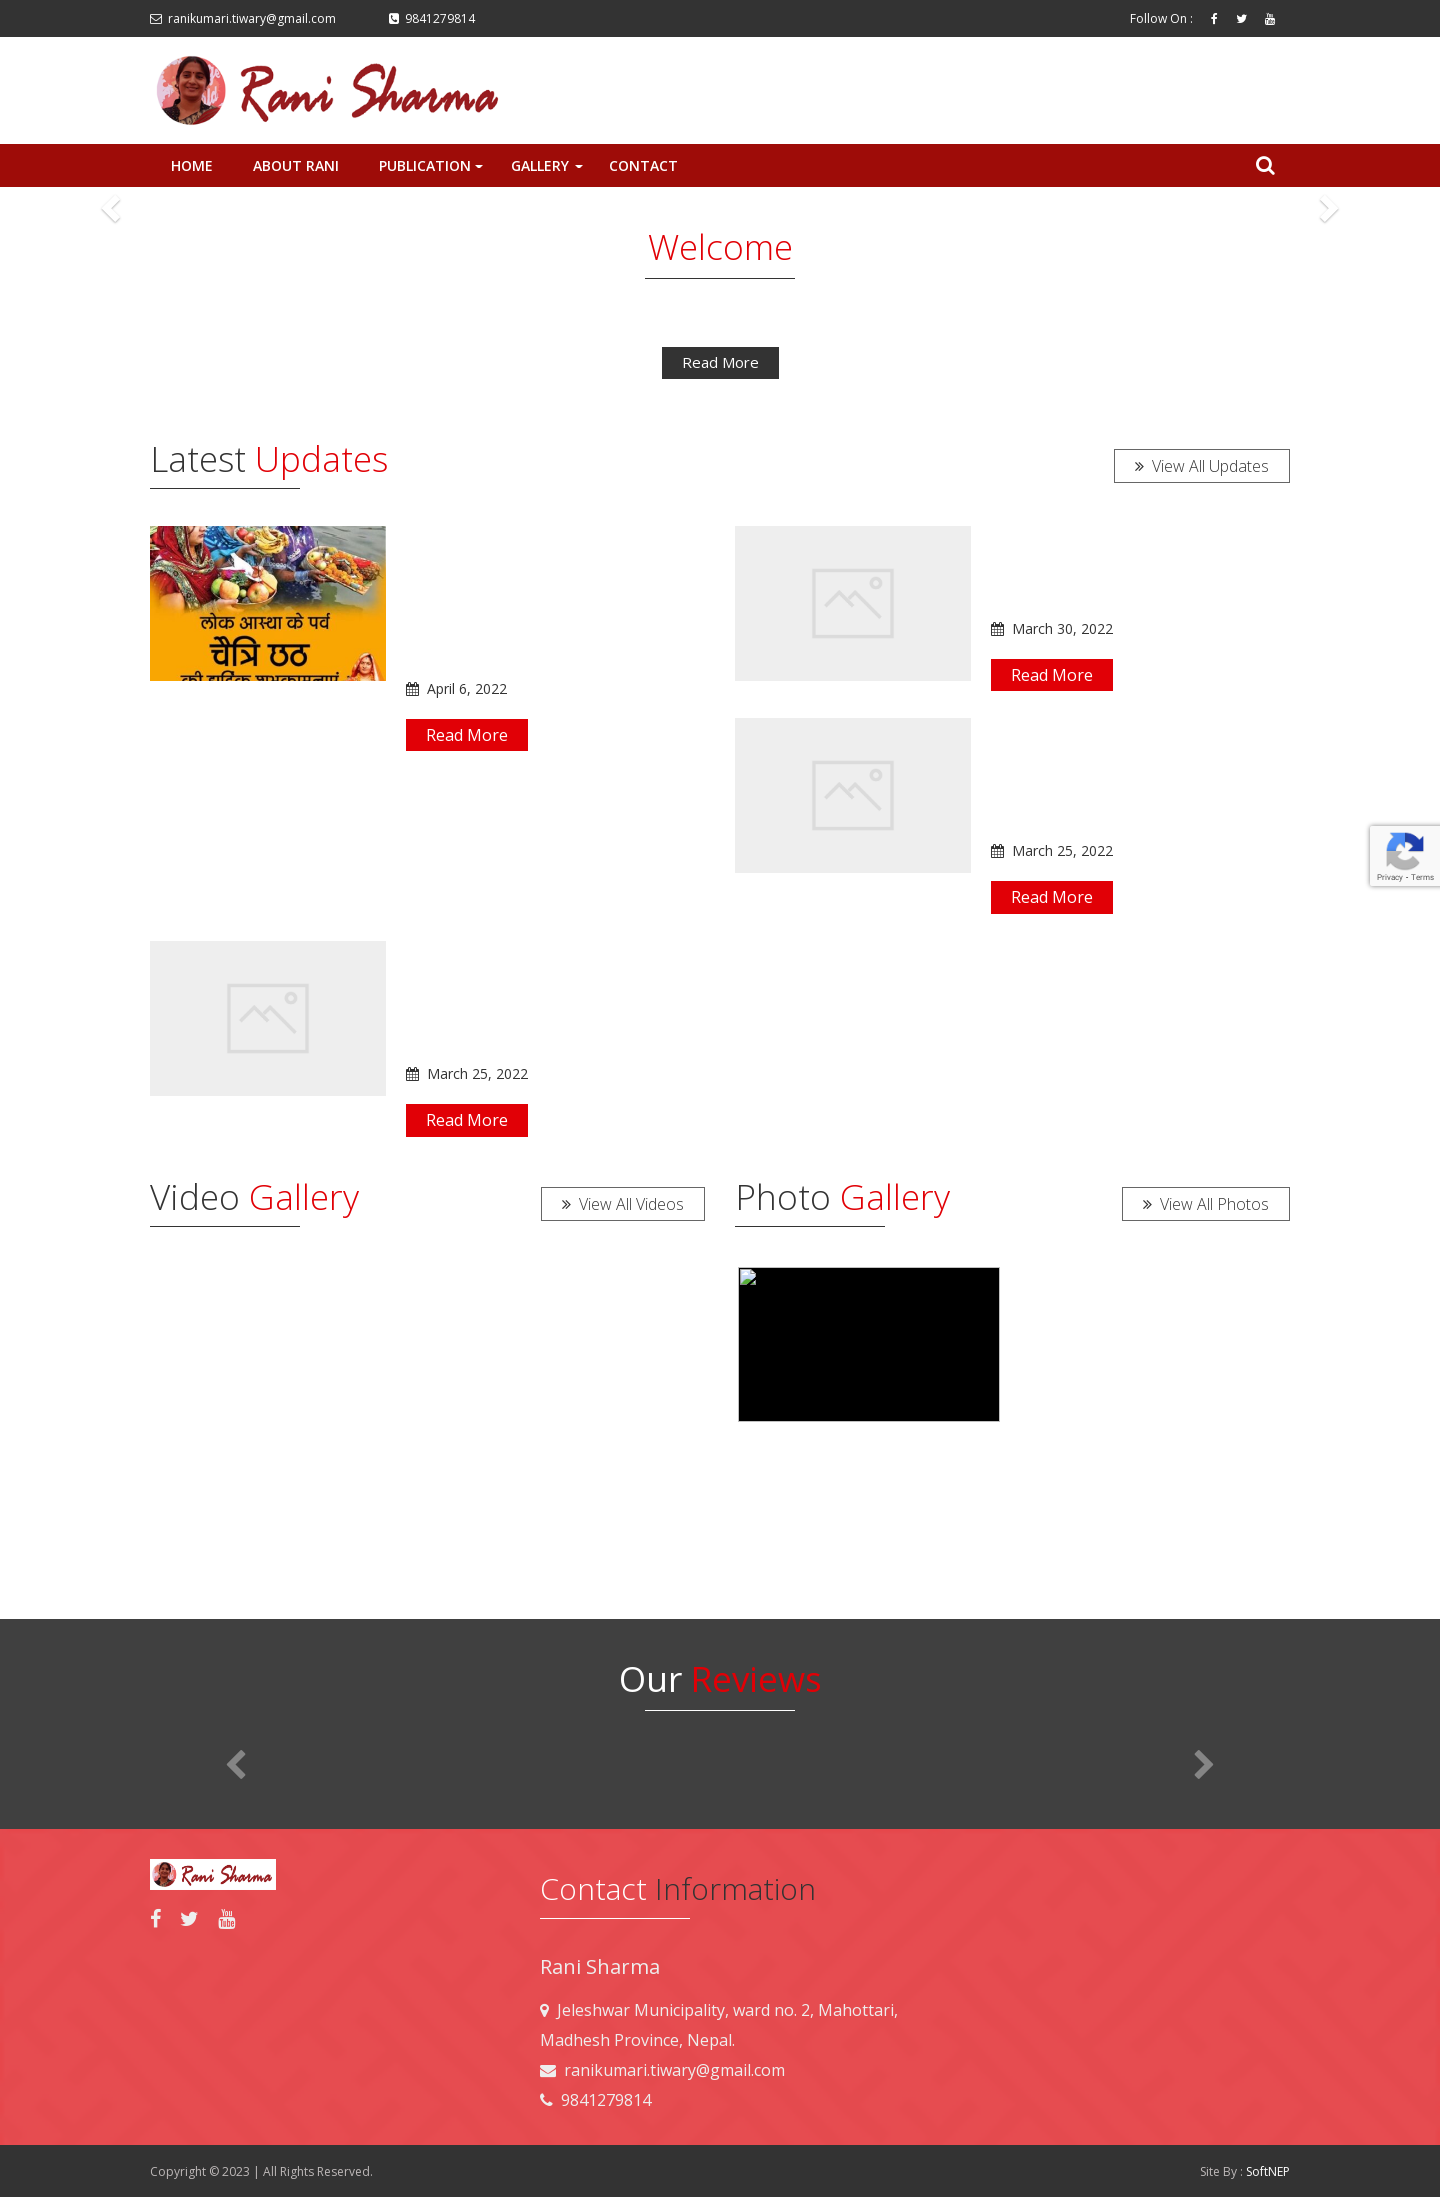 ranikumari.tiwary@gmail.com 9841279814 Follow On :
Rani Sharma
HOME ABOUT RANI PUBLICATION GALLERY CONTACT
Welcome
Read More
Latest Updates
View All Updates
लोक आस्था के पर्व
चैत्रि छठ
की हार्दिक शुभकामनाएं
April 6, 2022
Read More
March 30, 2022
Read More
March 25, 2022
Read More
Privacy - Terms
March 25, 2022
Read More
Video Gallery
View All Videos
Photo Gallery
View All Photos
Our Reviews
Rani Sharma
You
Tube
Contact Information
Rani Sharma
Jeleshwar Municipality, ward no. 2, Mahottari,
Madhesh Province, Nepal.
ranikumari.tiwary@gmail.com
9841279814
Copyright © 2023 | All Rights Reserved.
Site By : SoftNEP